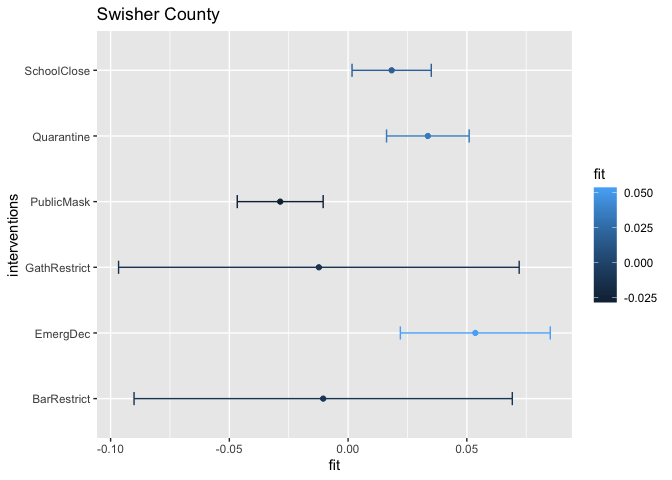 Swisher County
SchoolClose
Quarantine
PublicMask
GathRestrict
EmergDec
BarRestrict
interventions
-0.10
-0.05
0.00
0.05
fit
fit
0.050
0.025
0.000
-0.025